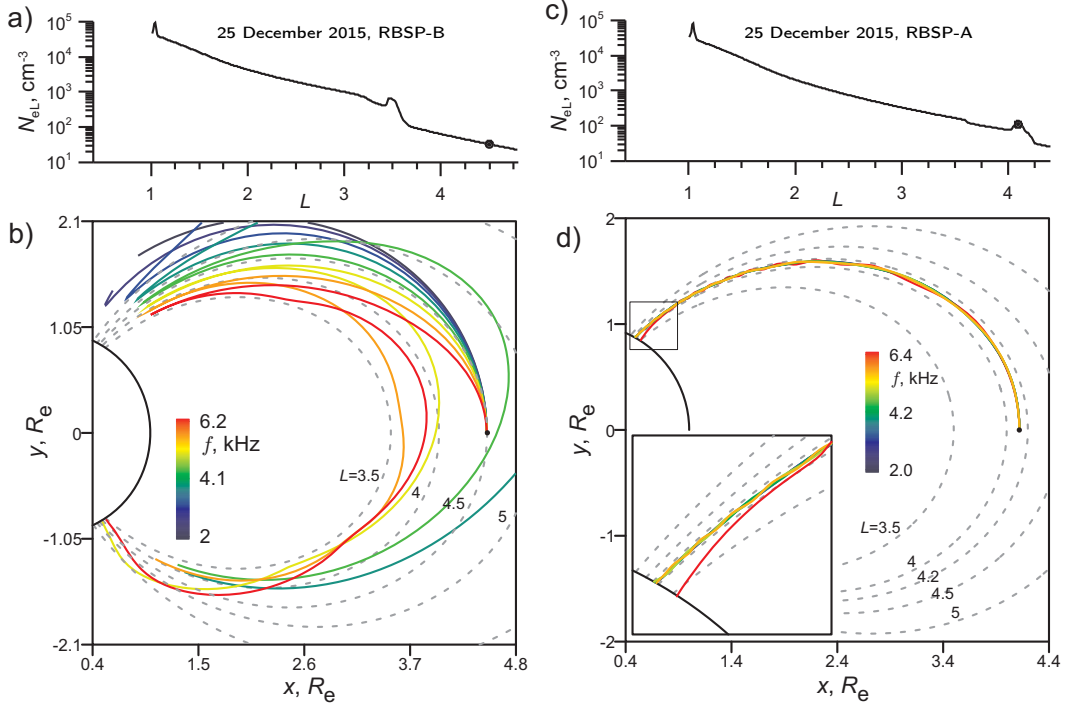 a)
25 December 2015, RBSP-B
N_eL, cm^-3
10^5
10^4
10^3
10^2
10^1
1
2
3
4
L
b)
y, R_e
2.1
1.05
0
-1.05
-2.1
6.2
f, kHz
4.1
2
L=3.5
4
4.5
5
0.4
1.5
2.6
3.7
4.8
x, R_e
c)
25 December 2015, RBSP-A
N_eL, cm^-3
10^5
10^4
10^3
10^2
10^1
1
2
3
4
L
d)
y, R_e
2
1
0
-1
-2
6.4
f, kHz
4.2
2.0
L=3.5
4
4.2
4.5
5
0.4
1.4
2.4
3.4
4.4
x, R_e